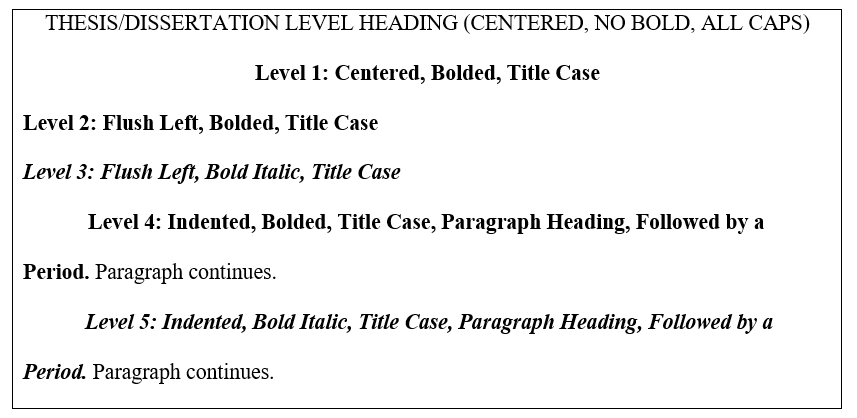 THESIS/DISSERTATION LEVEL HEADING (CENTERED, NO BOLD, ALL CAPS)
Level 1: Centered, Bolded, Title Case
Level 2: Flush Left, Bolded, Title Case
Level 3: Flush Left, Bold Italic, Title Case
Level 4: Indented, Bolded, Title Case, Paragraph Heading, Followed by a
Period. Paragraph continues.
Level 5: Indented, Bold Italic, Title Case, Paragraph Heading, Followed by a
Period. Paragraph continues.